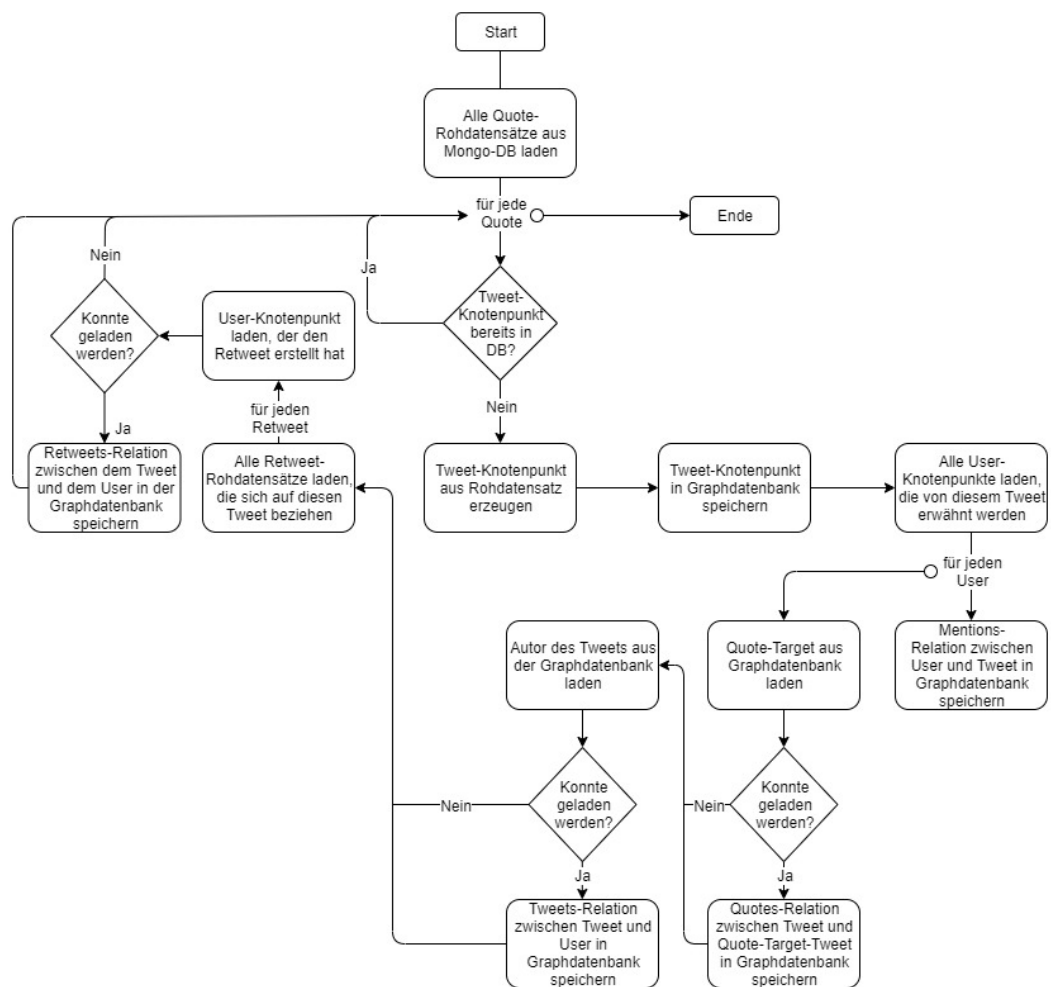 Start
Alle Quote-
Rohdatensätze aus
Mongo-DB laden
für jede
Quote
Ende
Nein
Ja
Konnte
geladen
werden?
User-Knotenpunkt
laden, der den
Retweet erstellt hat
Tweet-
Knotenpunkt
bereits in
DB?
Ja
für jeden
Retweet
Nein
Retweets-Relation
zwischen dem Tweet
und dem User in der
Graphdatenbank
speichern
Alle Retweet-
Rohdatensätze laden,
die sich auf diesen
Tweet beziehen
Tweet-Knotenpunkt
aus Rohdatensatz
erzeugen
Tweet-Knotenpunkt
in Graphdatenbank
speichern
Alle User-
Knotenpunkte laden,
die von diesem Tweet
erwähnt werden
für jeden
User
Autor des Tweets aus
der Graphdatenbank
laden
Quote-Target aus
Graphdatenbank
laden
Mentions-
Relation zwischen
User und Tweet in
Graphdatenbank
speichern
Nein
Konnte
geladen
werden?
Nein
Konnte
geladen
werden?
Ja
Ja
Tweets-Relation
zwischen Tweet und
User in
Graphdatenbank
speichern
Quotes-Relation
zwischen Tweet und
Quote-Target-Tweet
in Graphdatenbank
speichern